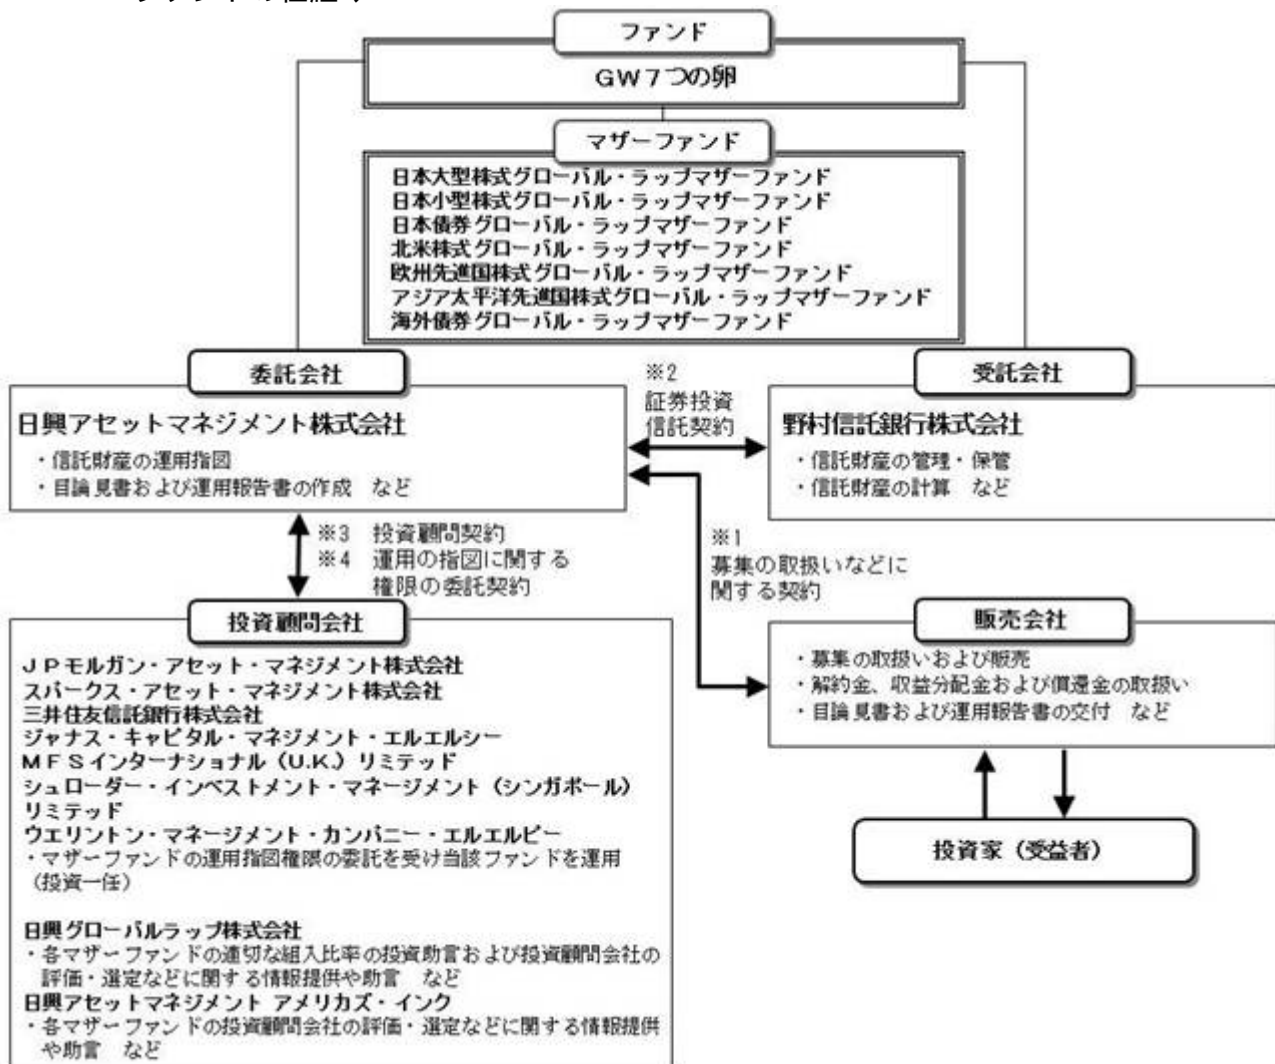 ファンド
GW7つの卵
マザーファンド
日本大型株式グローバル・ラップマザーファンド
日本小型株式グローバル・ラップマザーファンド
日本債券グローバル・ラップマザーファンド
北米株式グローバル・ラップマザーファンド
欧州先進国株式グローバル・ラップマザーファンド
アジア太平洋先進国株式グローバル・ラップマザーファンド
海外債券グローバル・ラップマザーファンド
委託会社
日興アセットマネジメント株式会社
・信託財産の運用指図
・目論見書および運用報告書の作成 など
※2
証券投資
信託契約
受託会社
野村信託銀行株式会社
・信託財産の管理・保管
・信託財産の計算 など
※3 投資顧問契約
※4 運用の指図に関する
権限の委託契約
※1
募集の取扱いなどに
関する契約
投資顧問会社
JPモルガン・アセット・マネジメント株式会社
スパークス・アセット・マネジメント株式会社
三井住友信託銀行株式会社
ジャナス・キャピタル・マネジメント・エルエルシー
MFSインターナショナル(U.K.)リミテッド
シュローダー・インベストメント・マネージメント(シンガポール)
リミテッド
ウエリントン・マネージメント・カンパニー・エルエルピー
・マザーファンドの運用指図権限の委託を受け当該ファンドを運用
(投資一任)
日興グローバルラップ株式会社
・各マザーファンドの適切な組入比率の投資助言および投資顧問会社の
評価・選定などに関する情報提供や助言 など
日興アセットマネジメント アメリカズ・インク
・各マザーファンドの投資顧問会社の評価・選定などに関する情報提供
や助言 など
販売会社
・募集の取扱いおよび販売
・解約金、収益分配金および償還金の取扱い
・目論見書および運用報告書の交付 など
投資家(受益者)